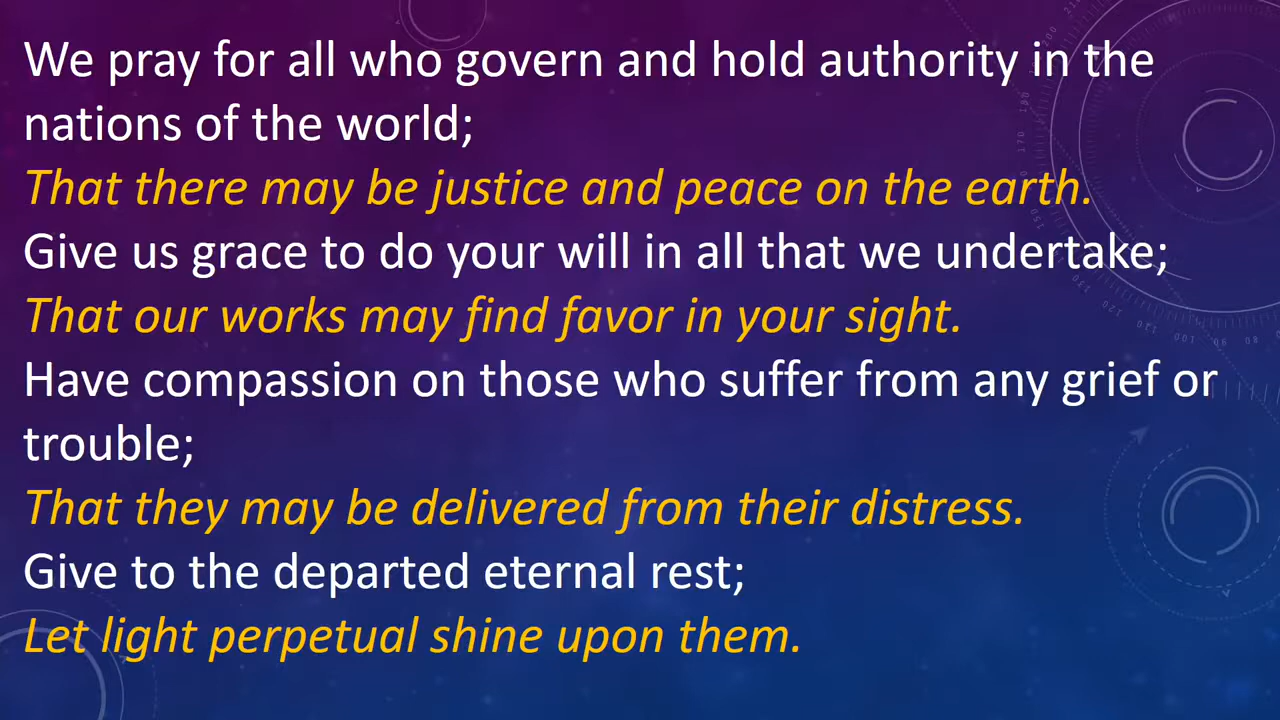 We pray for all who govern and hold authority in the
nations of the world;
That there may be justice and peace on the earth.
Give us grace to do your will in all that we undertake;
That our works may find favor in your sight.
Have compassion on those who suffer from any grief or
trouble;
That they may be delivered from their distress.
Give to the departed eternal rest;
Let light perpetual shine upon them.